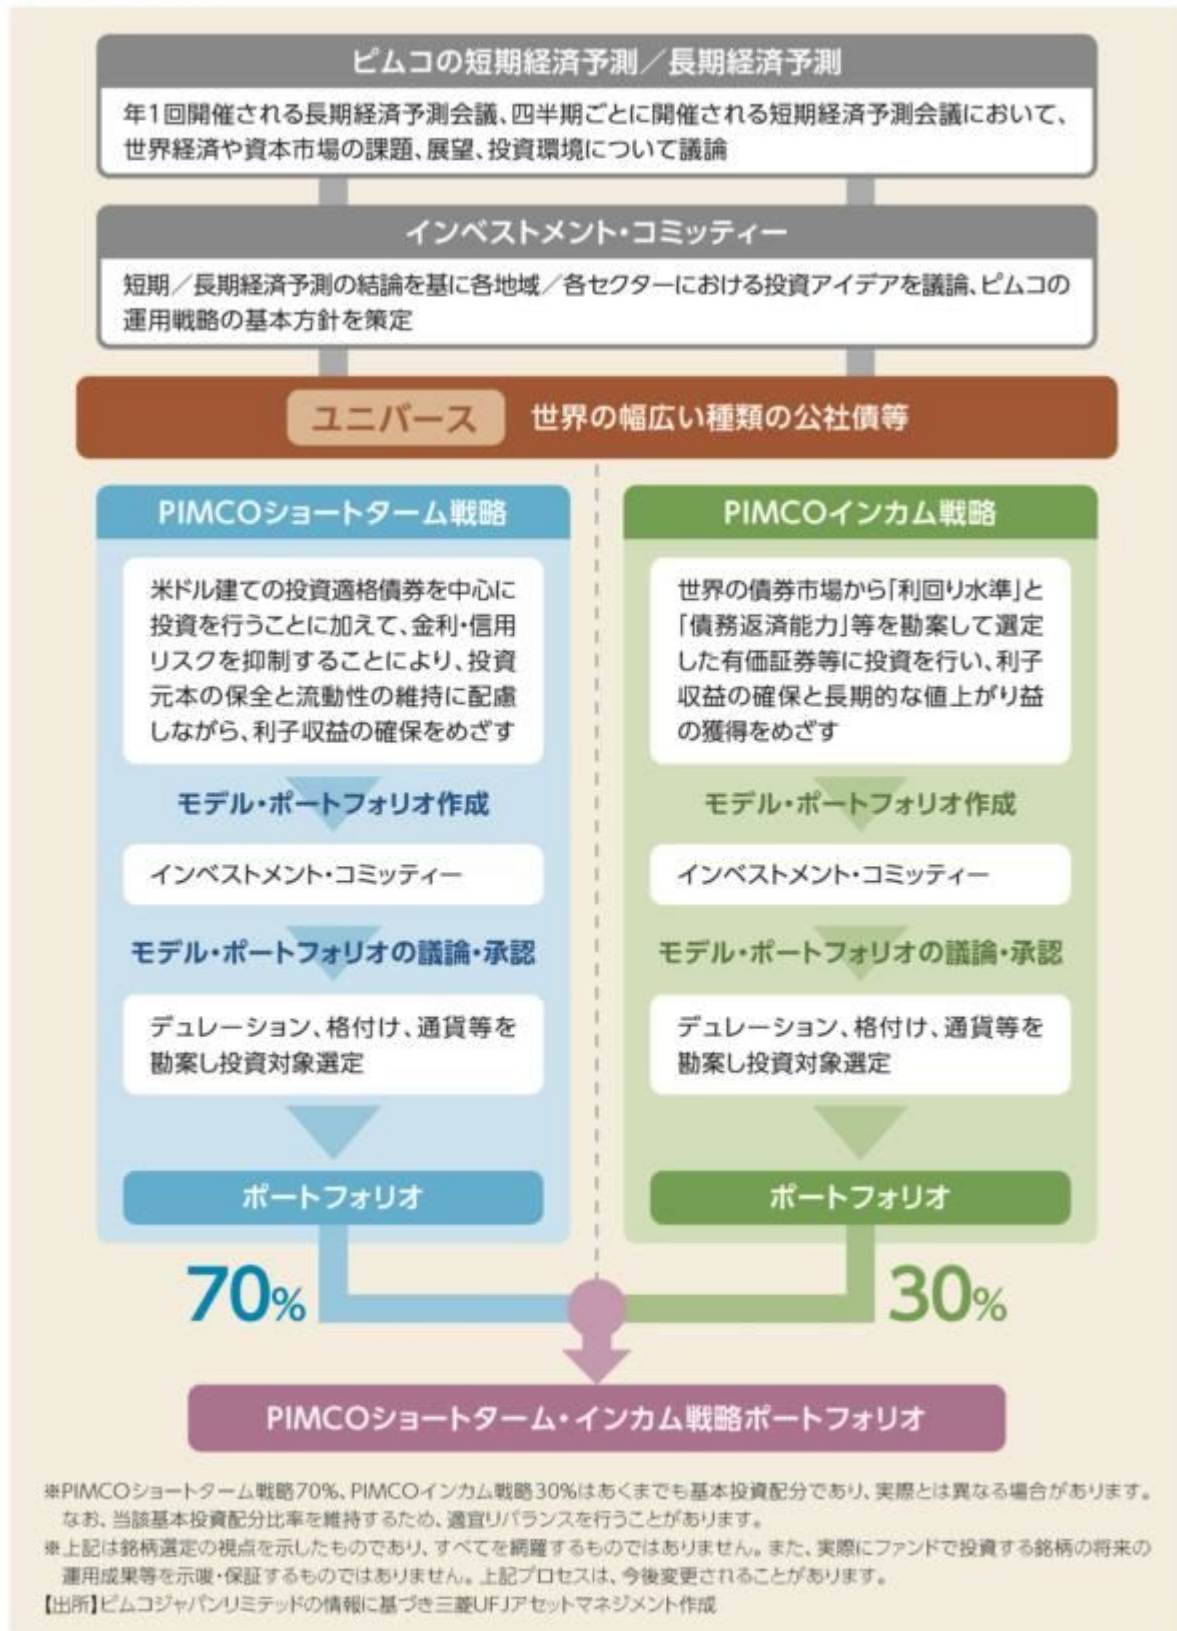 ピムコの短期経済予測／長期経済予測
年1回開催される長期経済予測会議、四半期ごとに開催される短期経済予測会議において、
世界経済や資本市場の課題、展望、投資環境について議論
インベストメント・コミッティー
短期／長期経済予測の結論を基に各地域／各セクターにおける投資アイデアを議論、ピムコの
運用戦略の基本方針を策定
ユニバース 世界の幅広い種類の公社債等
PIMCOショートターム戦略
米ドル建ての投資適格債券を中心に
投資を行うことに加えて、金利・信用
リスクを抑制することにより、投資
元本の保全と流動性の維持に配慮
しながら、利子収益の確保をめざす
モデル・ポートフォリオ作成
インベストメント・コミッティー
モデル・ポートフォリオの議論・承認
デュレーション、格付け、通貨等を
勘案し投資対象選定
ポートフォリオ
70%
PIMCOインカム戦略
世界の債券市場から「利回り水準」と
「債務返済能力」等を勘案して選定
した有価証券等に投資を行い、利子
収益の確保と長期的な値上がり益
の獲得をめざす
モデル・ポートフォリオ作成
インベストメント・コミッティー
モデル・ポートフォリオの議論・承認
デュレーション、格付け、通貨等を
勘案し投資対象選定
ポートフォリオ
30%
PIMCOショートターム・インカム戦略ポートフォリオ
※PIMCOショートターム戦略70%、PIMCOインカム戦略30%はあくまでも基本投資配分であり、実際とは異なる場合があります。
なお、当該基本投資配分比率を維持するため、適宜リバランスを行うことがあります。
※上記は銘柄選定の視点を示したものであり、すべてを網羅するものではありません。また、実際にファンドで投資する銘柄の将来の
運用成果等を示唆・保証するものではありません。上記プロセスは、今後変更されることがあります。
【出所】ピムコジャパンリミテッドの情報に基づき三菱UFJアセットマネジメント作成